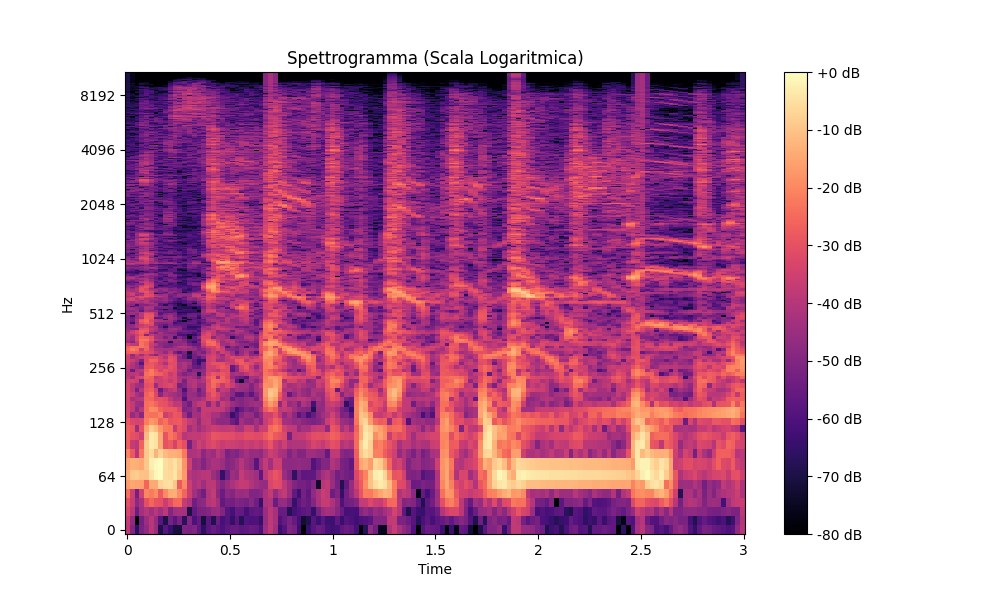 Spettrogramma (Scala Logaritmica)
Hz
8192
4096
2048
1024
512
256
128
64
0
0
0.5
1
1.5
2
2.5
3
Time
+0 dB
-10 dB
-20 dB
-30 dB
-40 dB
-50 dB
-60 dB
-70 dB
-80 dB